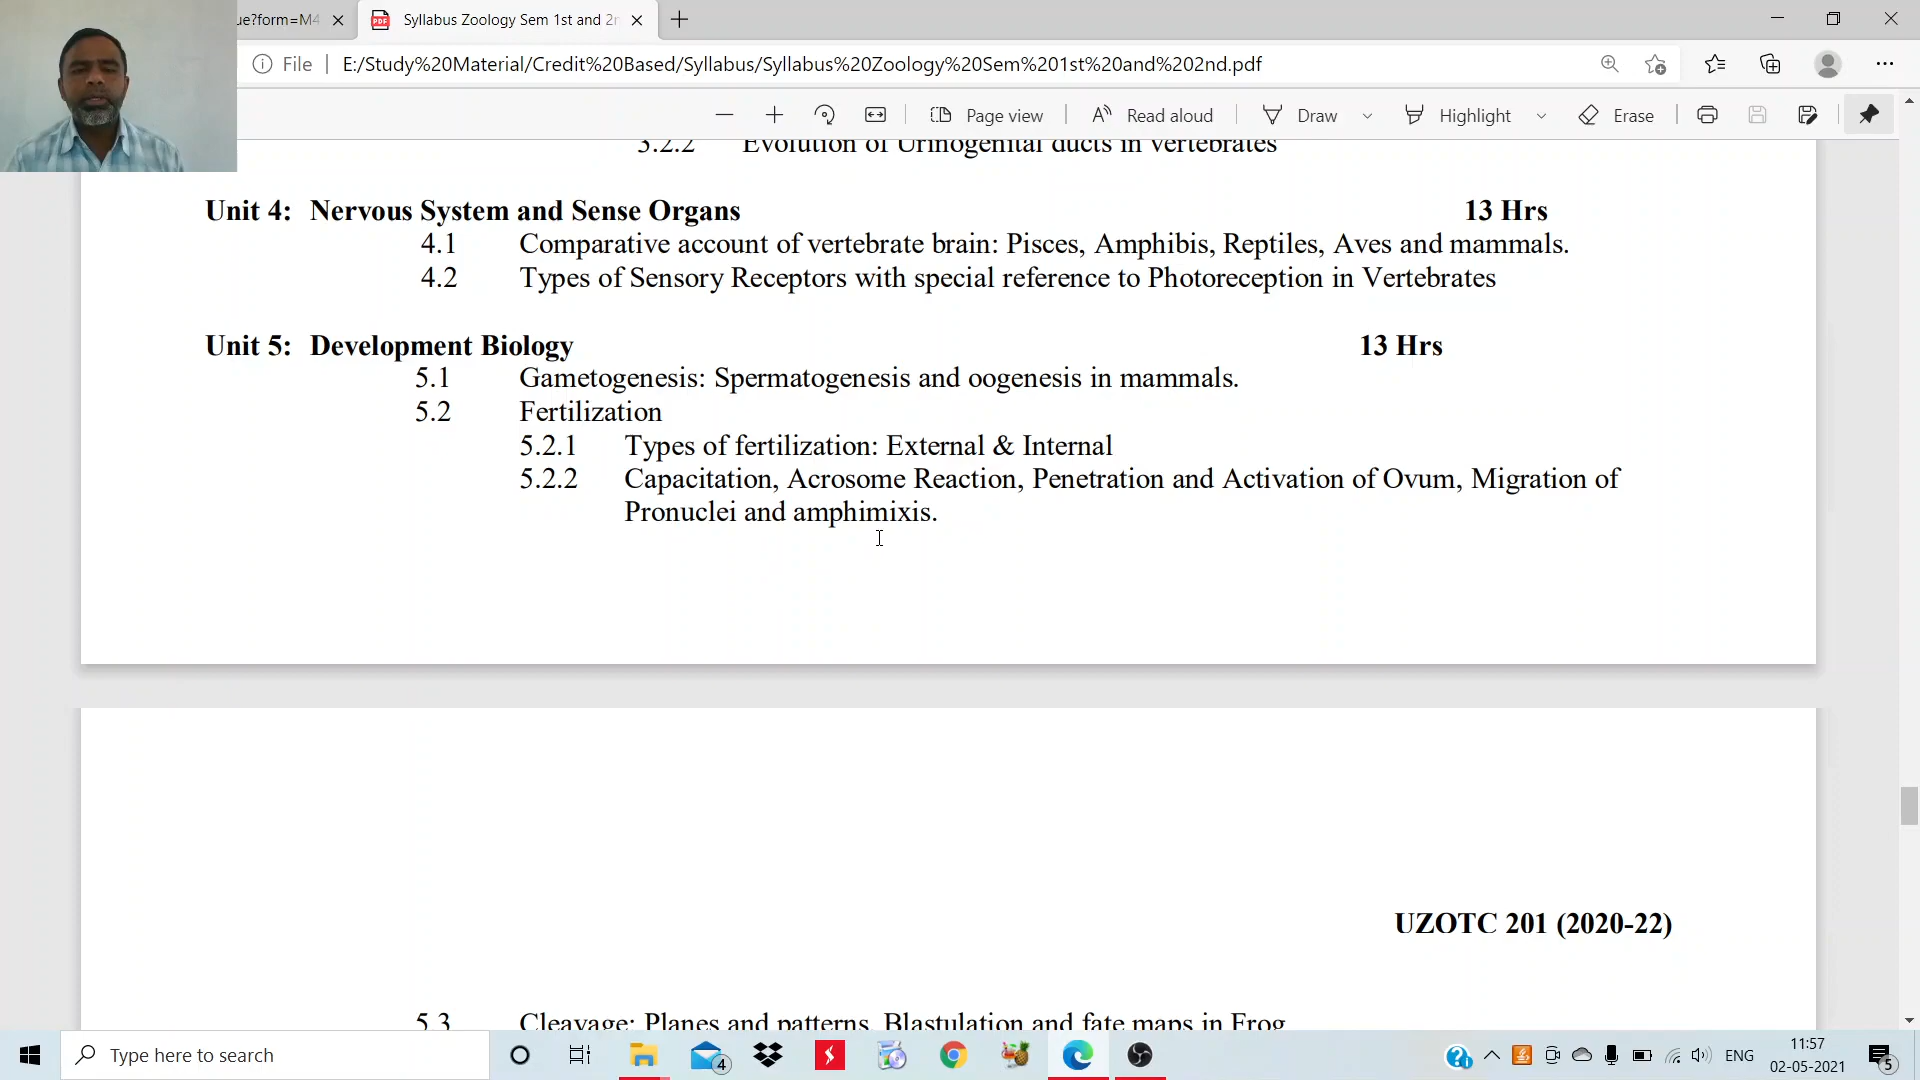 ue?form=M4
Syllabus Zoology Sem 1st and 2n
File
E:/Study%20Material/Credit%20Based/Syllabus/Syllabus%20Zoology%20Sem%201st%20and%202nd.pdf
Page view
Read aloud
Draw
Highlight
Erase
3.2.2 Evolution of Urinogenital ducts in vertebrates
Unit 4: Nervous System and Sense Organs 13 Hrs
4.1 Comparative account of vertebrate brain: Pisces, Amphibis, Reptiles, Aves and mammals.
4.2 Types of Sensory Receptors with special reference to Photoreception in Vertebrates
Unit 5: Development Biology 13 Hrs
5.1 Gametogenesis: Spermatogenesis and oogenesis in mammals.
5.2 Fertilization
5.2.1 Types of fertilization: External & Internal
5.2.2 Capacitation, Acrosome Reaction, Penetration and Activation of Ovum, Migration of
Pronuclei and amphimixis.
UZOTC 201 (2020-22)
5.3 Cleavage: Planes and patterns, Blastulation and fate maps in Frog
Type here to search
4
ENG
11:57
02-05-2021
5